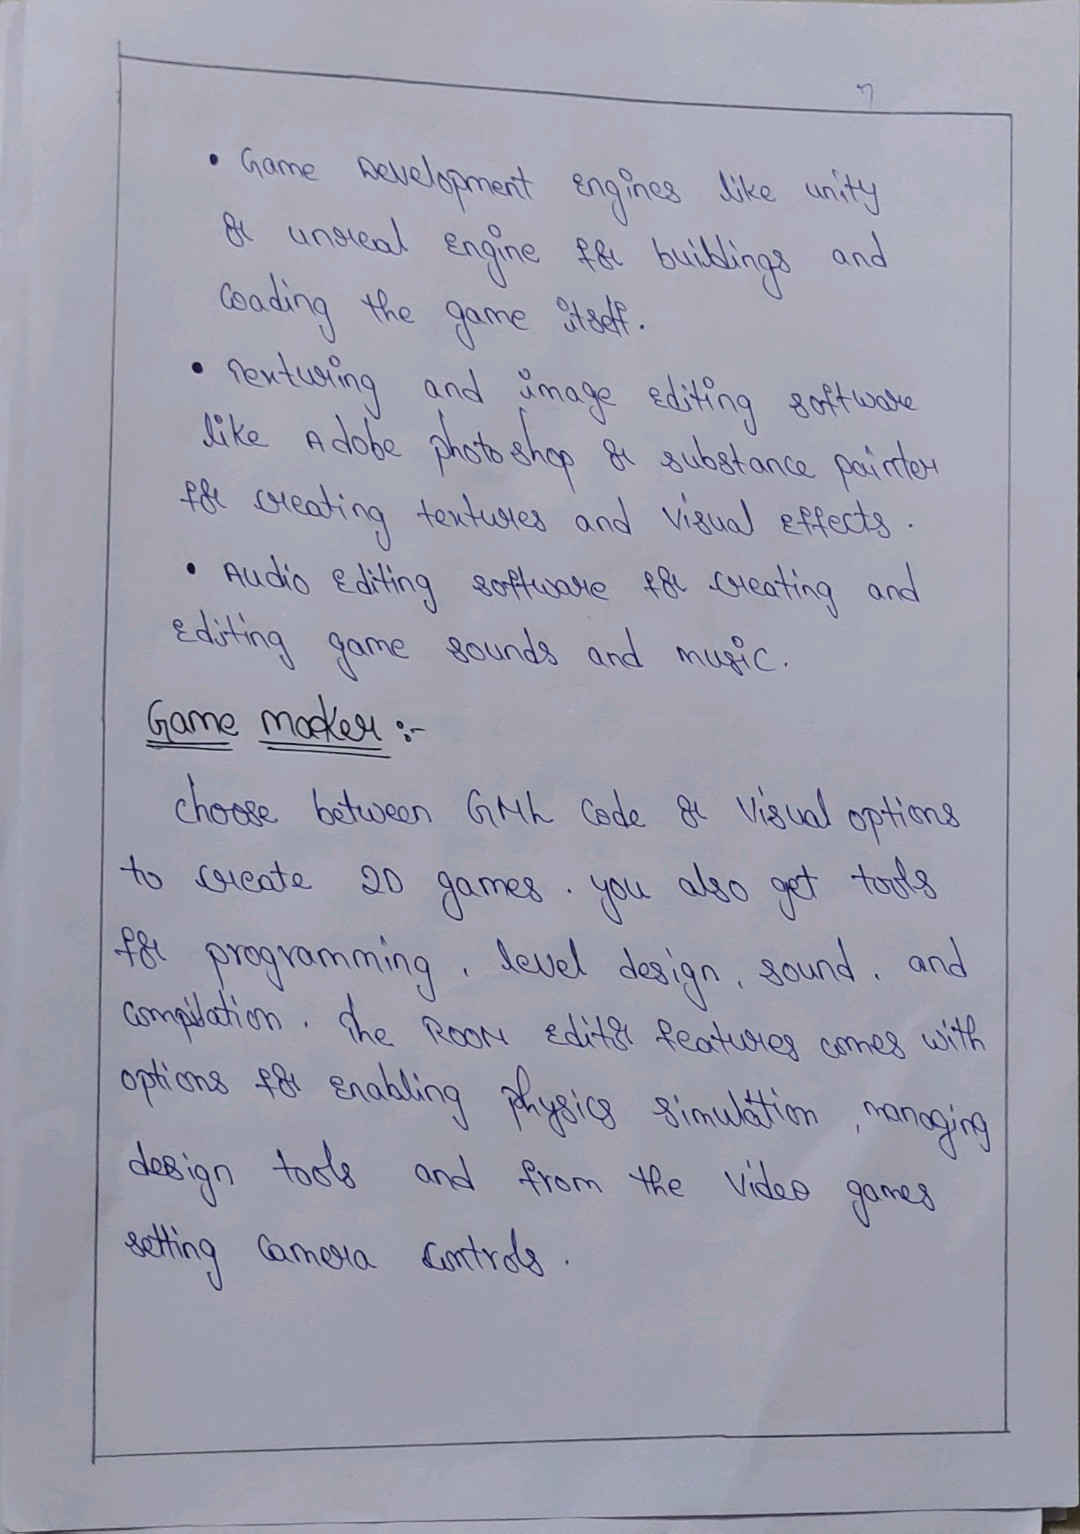 7
• Game Development Engines like unity
or unreal Engine for buildings and
Coading the game itself.
• Texturing and image Editing software
like Adobe photoshop or substance painter
for creating textures and Visual Effects.
• Audio Editing software for creating and
Editing game sounds and music.
Game maker :-
choose between GML Code or Visual options
to create 2D games. you also get tools
for programming, level design, sound, and
compilation. The ROOM Editor features comes with
options for Enabling physics simulation, managing
design tools and from the Video games
setting Camera Controls.